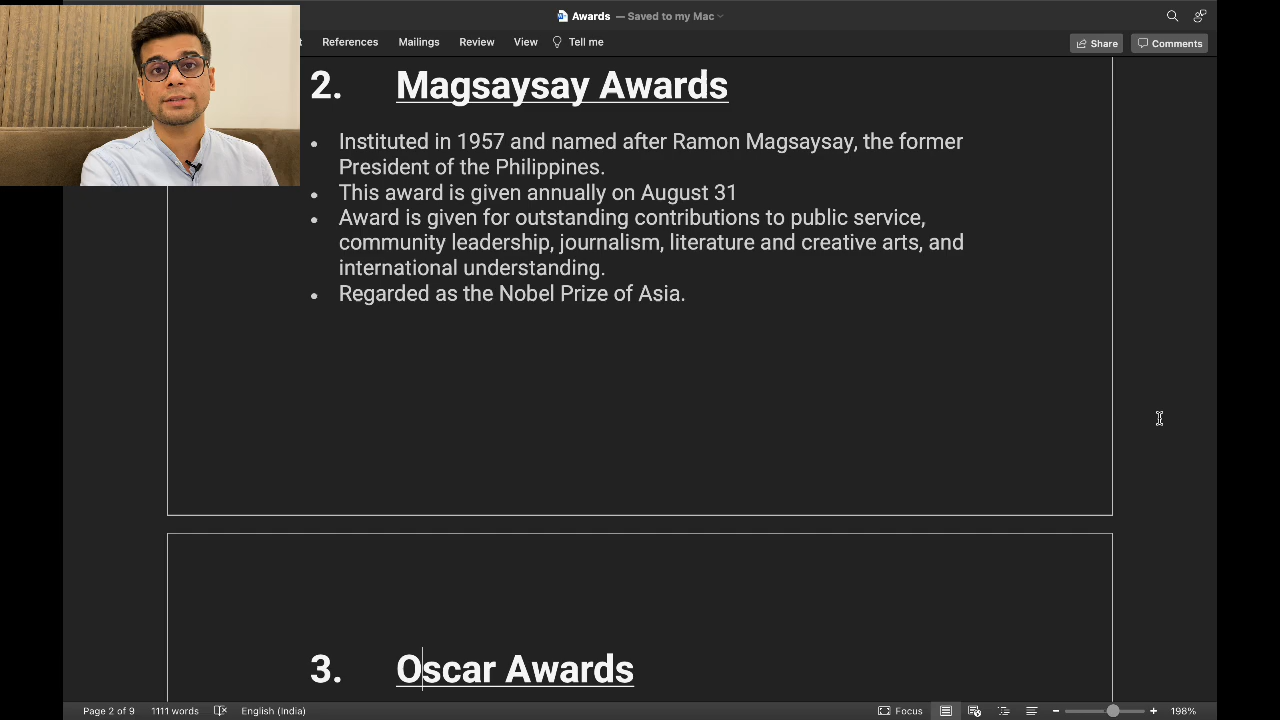 Awards — Saved to my Mac
References Mailings Review View Tell me Share Comments
2. Magsaysay Awards
• Instituted in 1957 and named after Ramon Magsaysay, the former
President of the Philippines.
• This award is given annually on August 31
• Award is given for outstanding contributions to public service,
community leadership, journalism, literature and creative arts, and
international understanding.
• Regarded as the Nobel Prize of Asia.
3. Oscar Awards
Page 2 of 9 1111 words English (India) Focus 198%